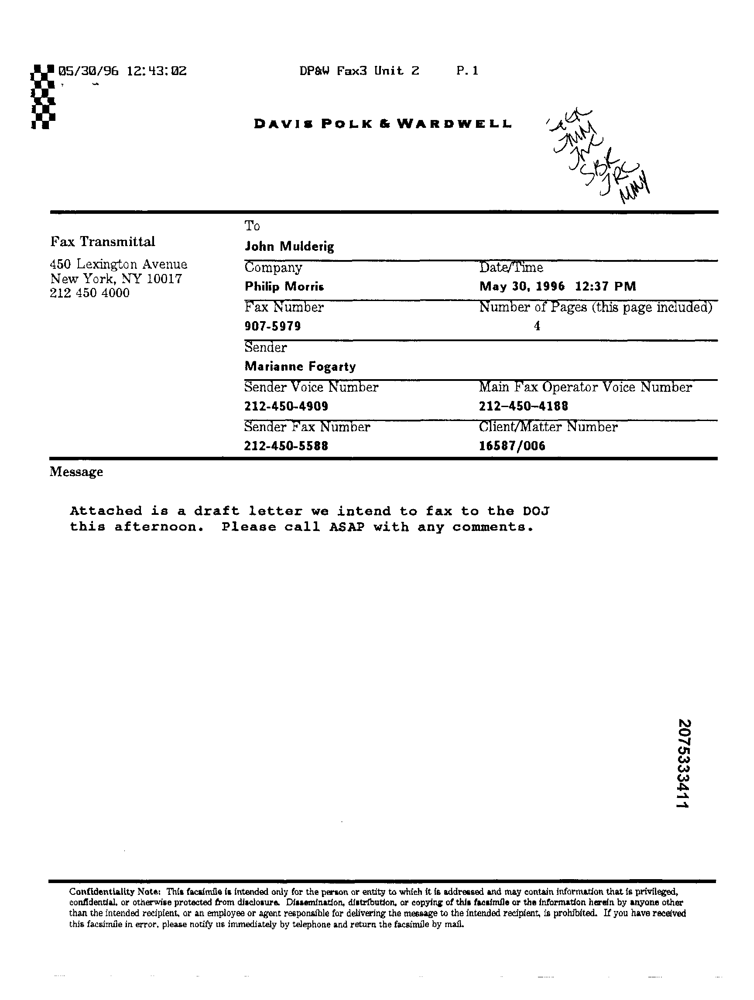 05/30/96 12:43:02 DP&W Fax3 Unit 2 P.1
DAVIS POLK & WARDWELL
JMM
JNC
SBK
JRC
MMY
Fax Transmittal
450 Lexington Avenue
New York, NY 10017
212 450 4000
To
John Mulderig
Company Date/Time
Philip Morris May 30, 1996 12:37 PM
Fax Number Number of Pages (this page included)
907-5979 4
Sender
Marianne Fogarty
Sender Voice Number Main Fax Operator Voice Number
212-450-4909 212-450-4188
Sender Fax Number Client/Matter Number
212-450-5588 16587/006
Message
Attached is a draft letter we intend to fax to the DOJ
this afternoon. Please call ASAP with any comments.
2075333411
Confidentiality Note: This facsimile is intended only for the person or entity to which it is addressed and may contain information that is privileged,
confidential, or otherwise protected from disclosure. Dissemination, distribution, or copying of this facsimile or the information herein by anyone other
than the intended recipient, or an employee or agent responsible for delivering the message to the intended recipient, is prohibited. If you have received
this facsimile in error, please notify us immediately by telephone and return the facsimile by mail.